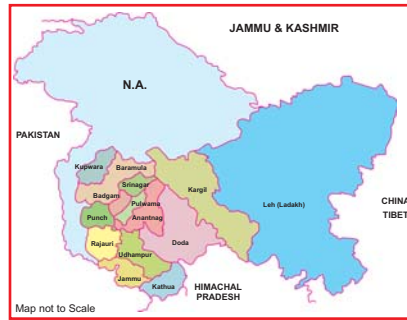 JAMMU & KASHMIR
N.A.
PAKISTAN
Kupwara
Baramula
Srinagar
Kargil
Badgam
Pulwama
Leh (Ladakh)
CHINA
TIBET
Punch
Anantnag
Rajauri
Doda
Udhampur
Jammu
Kathua
HIMACHAL
PRADESH
Map not to Scale